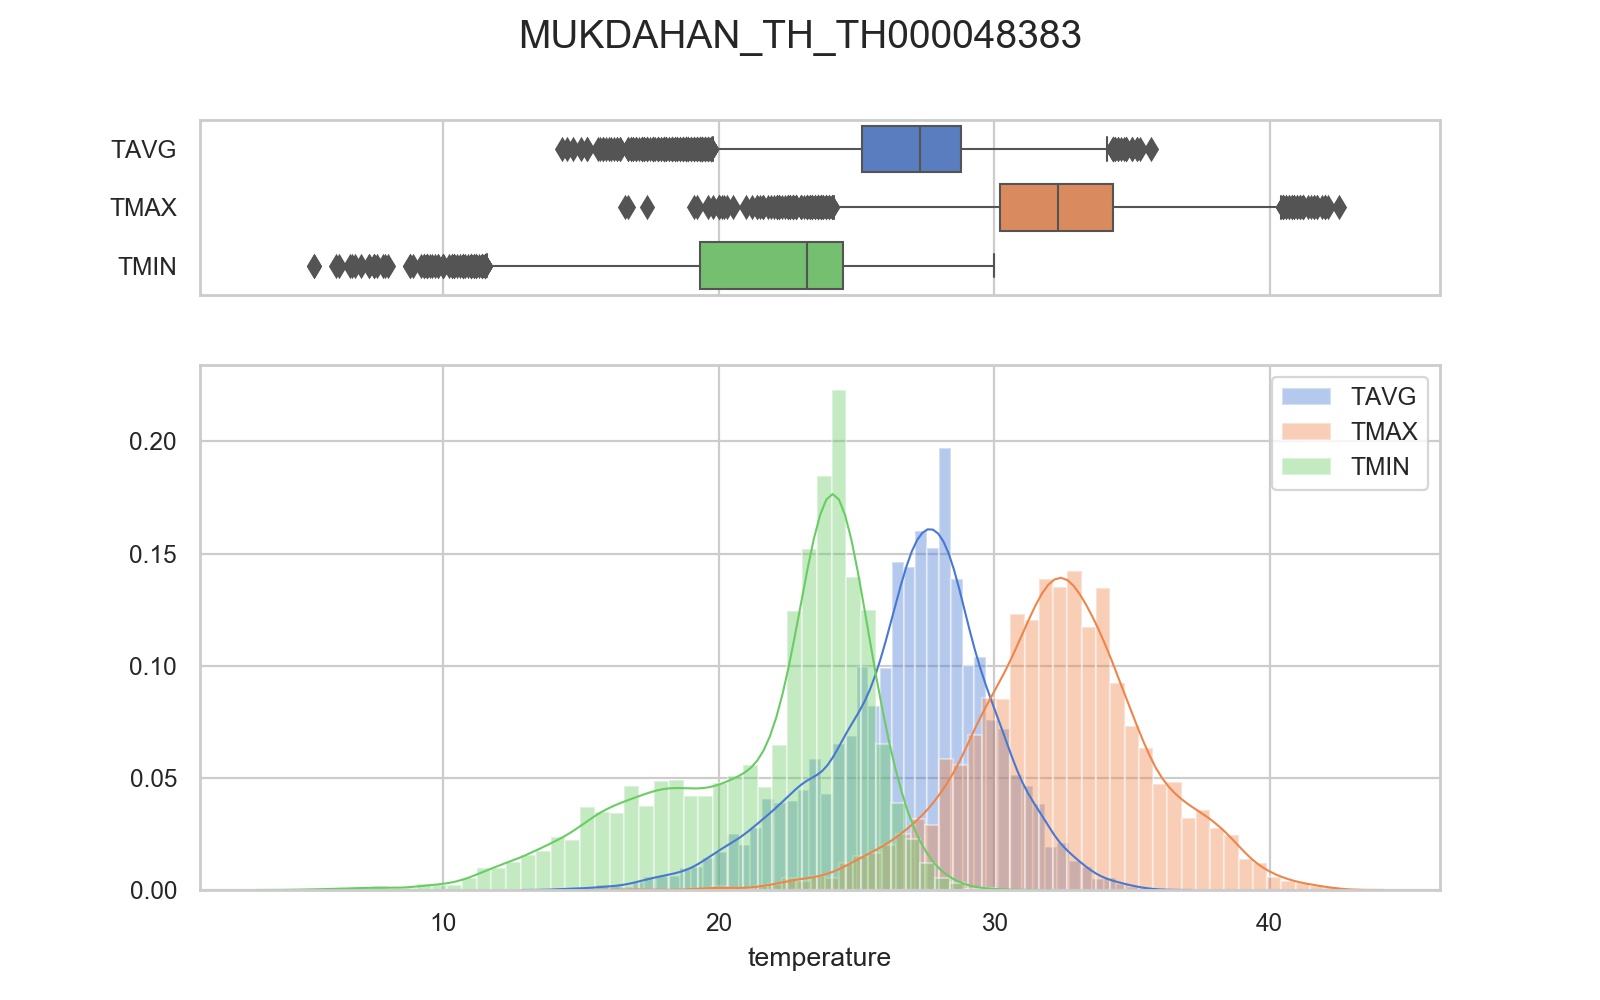 MUKDAHAN_TH_TH000048383
TAVG
TMAX
TMIN
TAVG
TMAX
TMIN
0.20
0.15
0.10
0.05
0.00
10 20 30 40
temperature